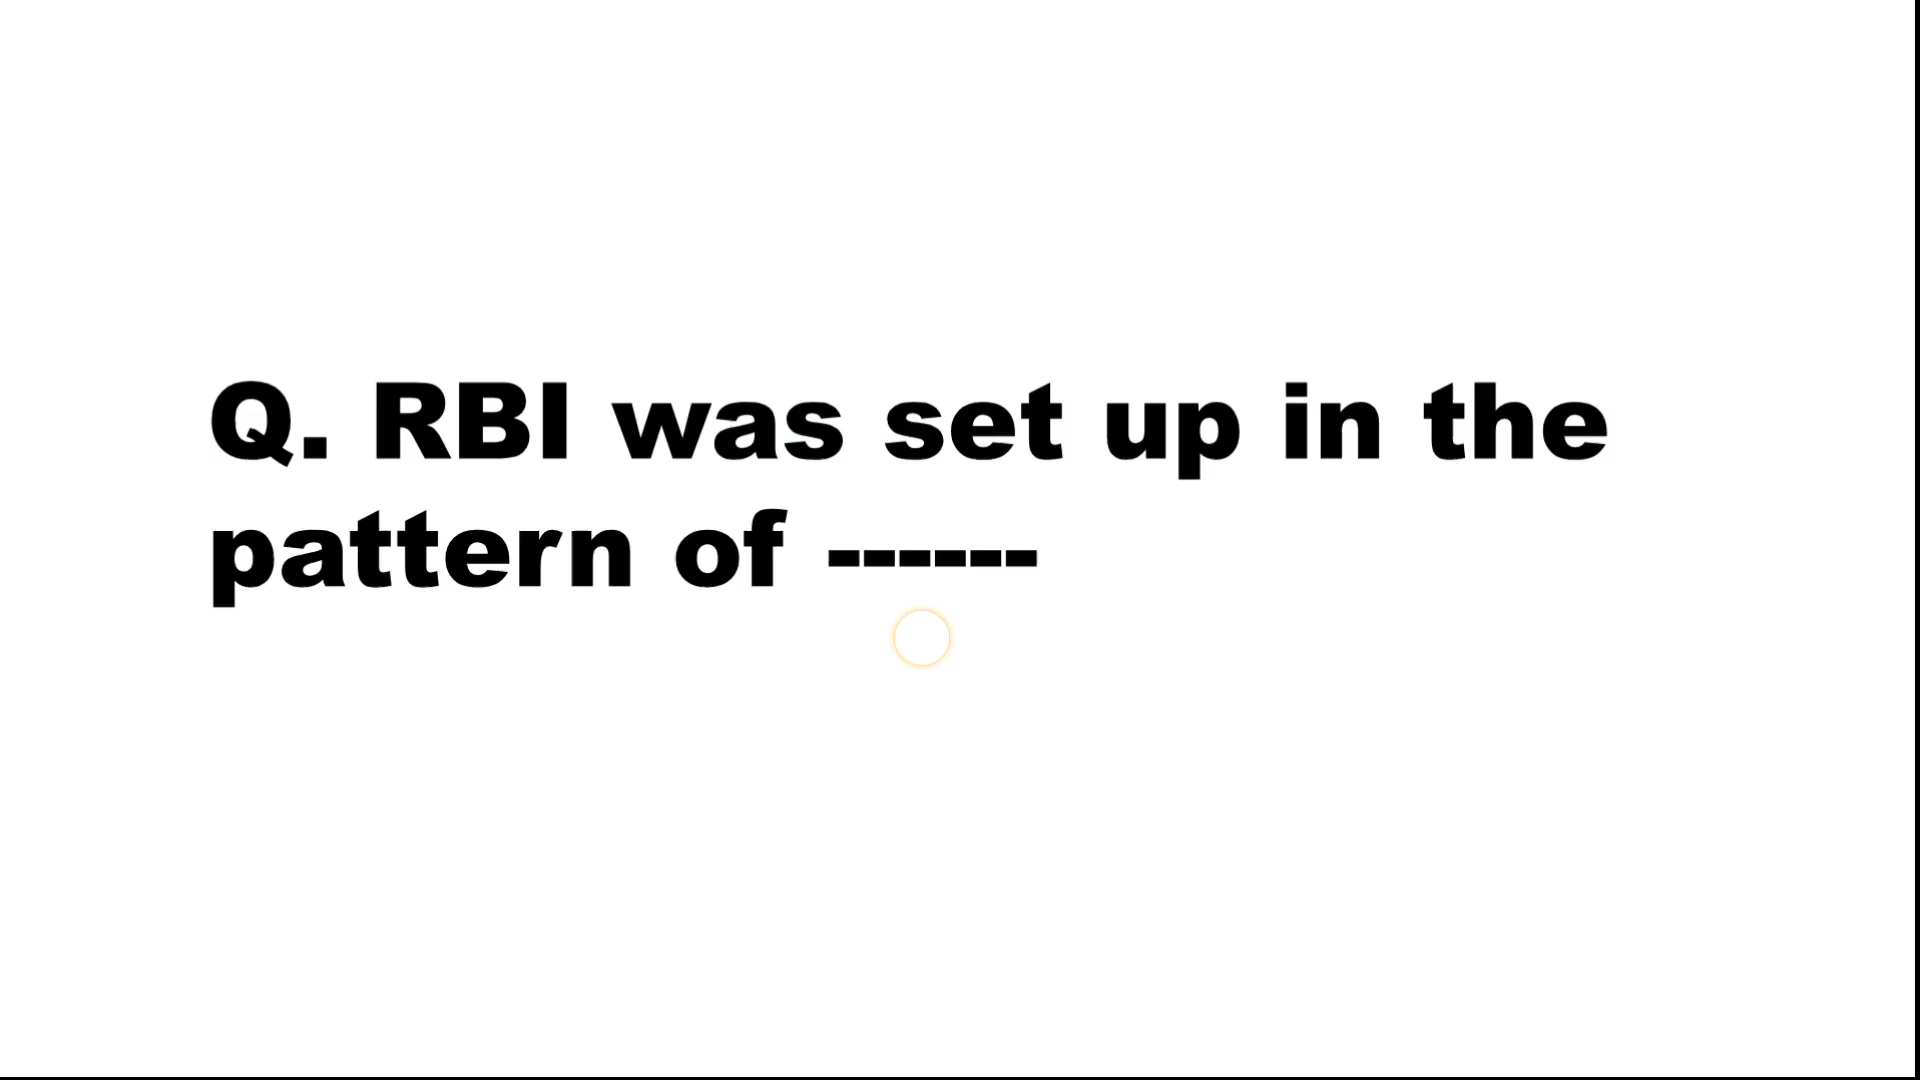 Q. RBI was set up in the
pattern of ------